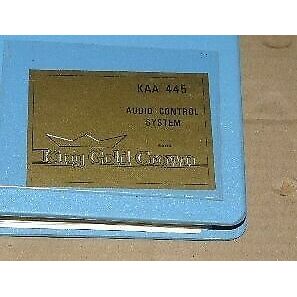 KAA 445
AUDIO CONTROL
SYSTEM
King Gold Crown